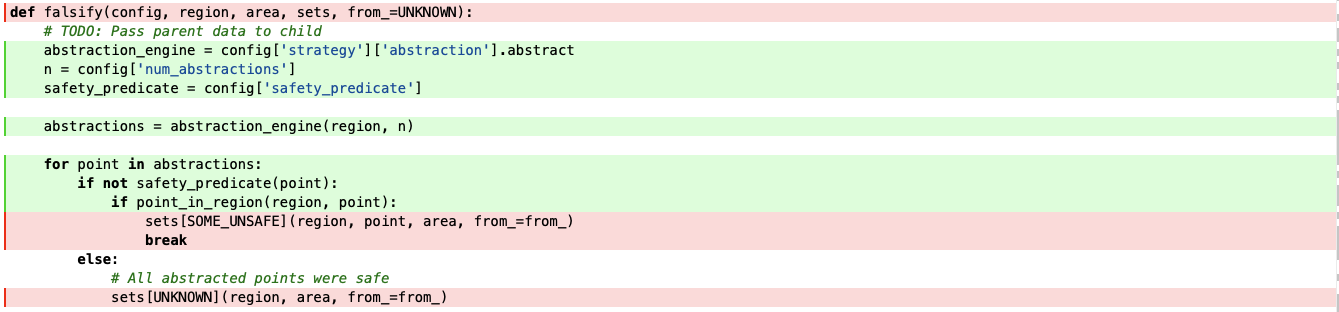 def falsify(config, region, area, sets, from_=UNKNOWN):
    # TODO: Pass parent data to child
    abstraction_engine = config['strategy']['abstraction'].abstract
    n = config['num_abstractions']
    safety_predicate = config['safety_predicate']

    abstractions = abstraction_engine(region, n)

    for point in abstractions:
        if not safety_predicate(point):
            if point_in_region(region, point):
                sets[SOME_UNSAFE](region, point, area, from_=from_)
                break
        else:
            # All abstracted points were safe
            sets[UNKNOWN](region, area, from_=from_)